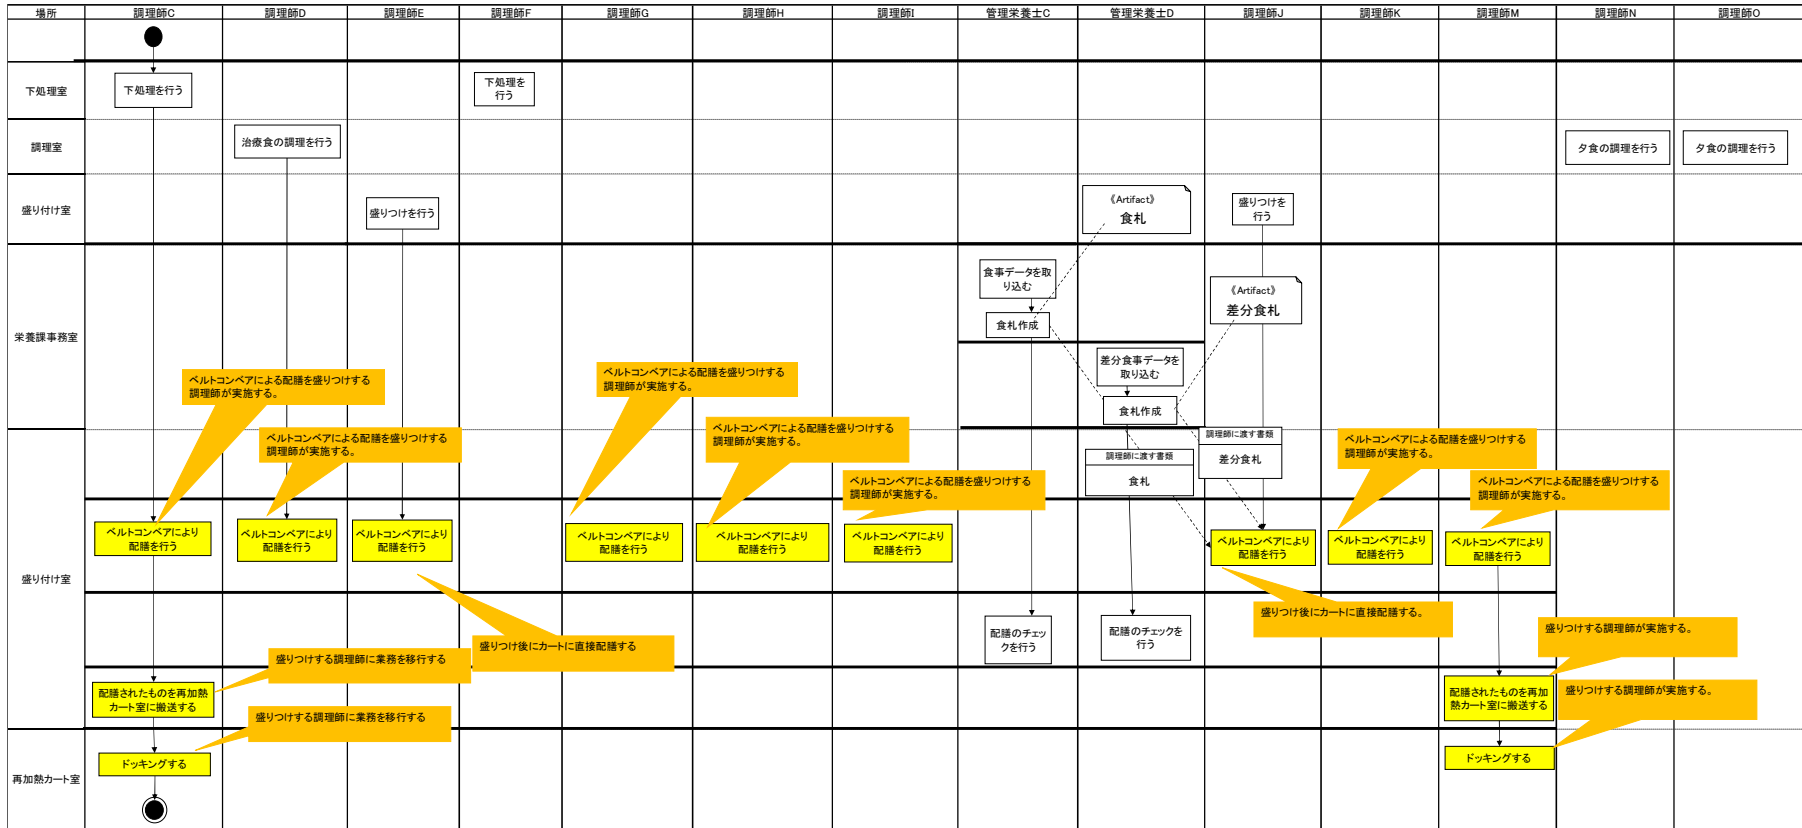 場所
調理師C
調理師D
調理師E
調理師F
調理師G
調理師H
調理師I
管理栄養士C
管理栄養士D
調理師J
調理師K
調理師M
調理師N
調理師O
下処理室
下処理を行う
下処理を
行う
調理室
治療食の調理を行う
夕食の調理を行う
夕食の調理を行う
盛り付け室
盛りつけを行う
《Artifact》
食札
盛りつけを
行う
栄養課事務室
食事データを取
り込む
食札作成
《Artifact》
差分食札
差分食事データを
取り込む
食札作成
ベルトコンベアによる配膳を盛りつけする
調理師が実施する。
ベルトコンベアによる配膳を盛りつけする
調理師が実施する。
ベルトコンベアによる配膳を盛りつけする
調理師が実施する。
ベルトコンベアによる配膳を盛りつけする
調理師が実施する。
ベルトコンベアによる配膳を盛りつけする
調理師が実施する。
調理師に渡す書類
食札
調理師に渡す書類
差分食札
ベルトコンベアによる配膳を盛りつけする
調理師が実施する。
ベルトコンベアによる配膳を盛りつけする
調理師が実施する。
盛り付け室
ベルトコンベアにより
配膳を行う
ベルトコンベアにより
配膳を行う
ベルトコンベアにより
配膳を行う
ベルトコンベアにより
配膳を行う
ベルトコンベアにより
配膳を行う
ベルトコンベアにより
配膳を行う
ベルトコンベアにより
配膳を行う
ベルトコンベアにより
配膳を行う
ベルトコンベアにより
配膳を行う
盛りつけ後にカートに直接配膳する
配膳のチェッ
クを行う
配膳のチェックを
行う
盛りつけ後にカートに直接配膳する。
盛りつけする調理師が実施する。
盛りつけする調理師に業務を移行する
配膳されたものを再加熱
カート室に搬送する
配膳されたものを再加
熱カート室に搬送する
盛りつけする調理師が実施する。
盛りつけする調理師に業務を移行する
再加熱カート室
ドッキングする
ドッキングする